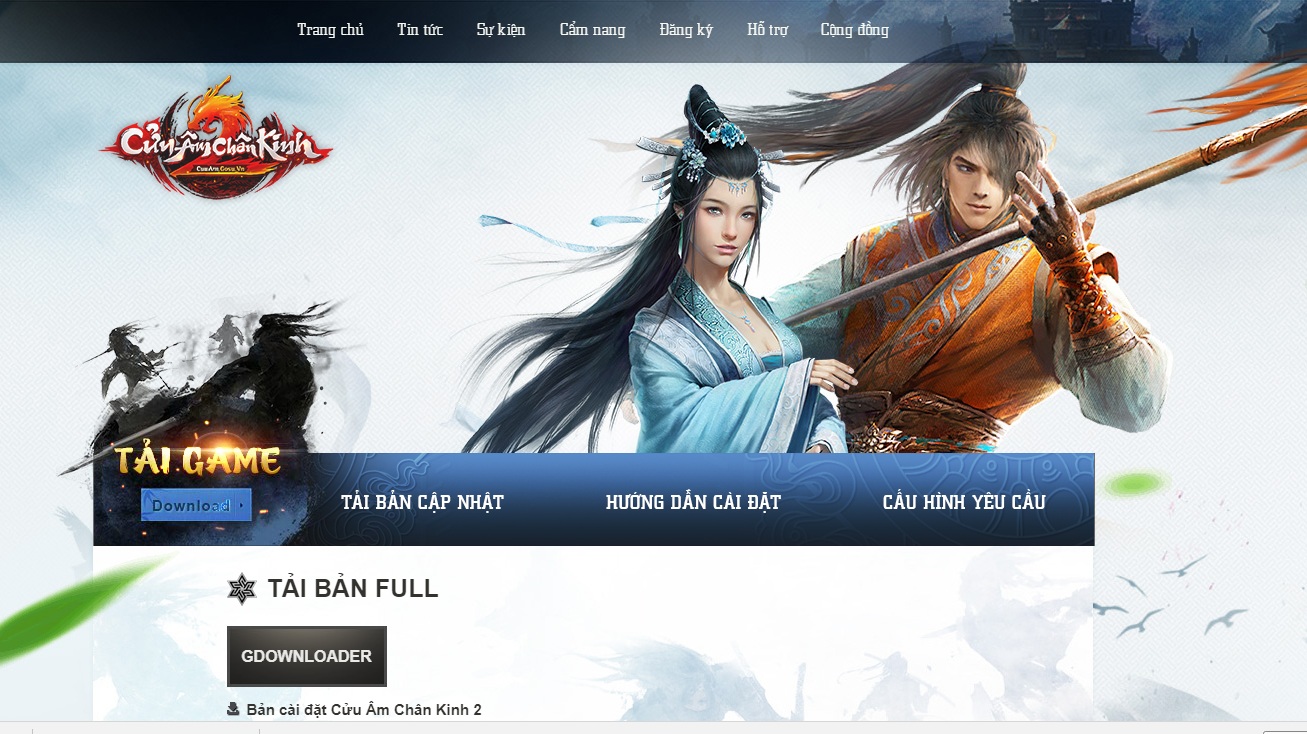 Trang chủ Tin tức Sự kiện Cẩm nang Đăng ký Hỗ trợ Cộng đồng
Cửu Âm Chân Kinh
CuuAm.Gosu.Vn
TẢI GAME
Download
TẢI BẢN CẬP NHẬT HƯỚNG DẪN CÀI ĐẶT CẤU HÌNH YÊU CẦU
TẢI BẢN FULL
GDOWNLOADER
Bản cài đặt Cửu Âm Chân Kinh 2